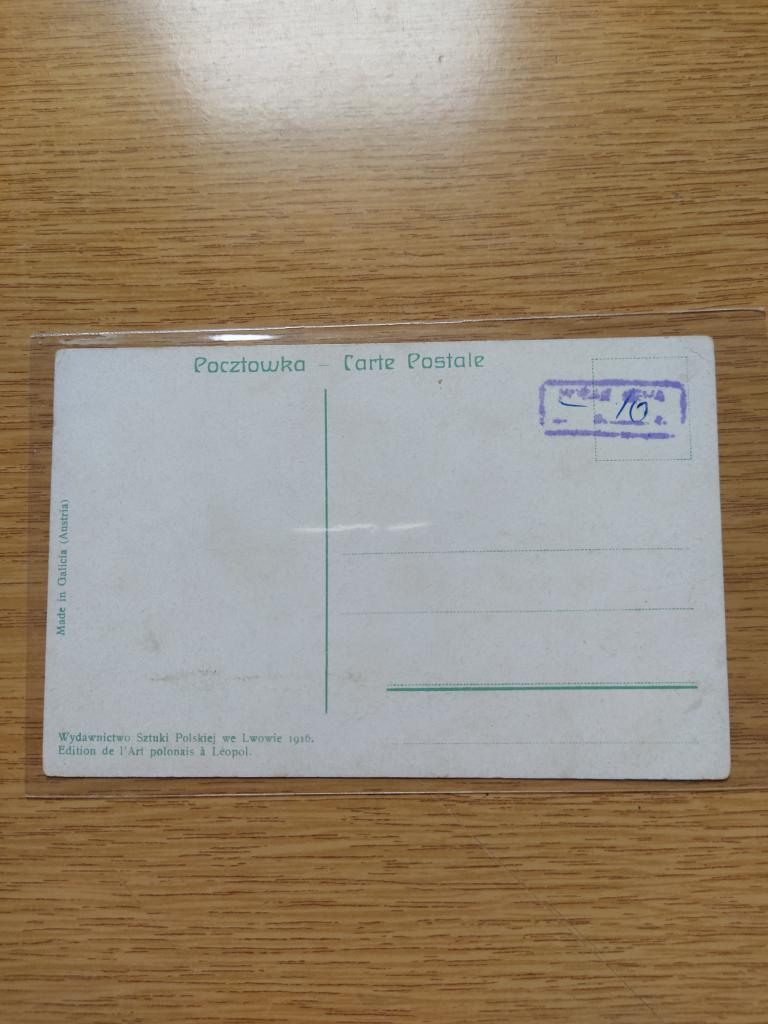 Pocztowka – Carte Postale
– 10
Made in Galicia (Austria)
Wydawnictwo Sztuki Polskiej we Lwowie 1916.
Edition de l'Art polonais à Léopol.